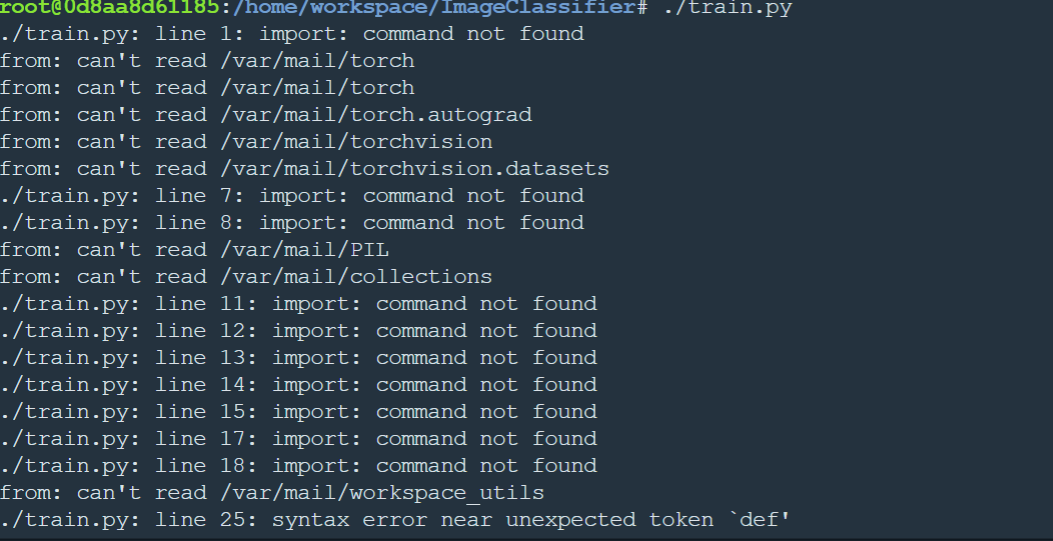 root@0d8aa8d61185:/home/workspace/ImageClassifier# ./train.py
./train.py: line 1: import: command not found
from: can't read /var/mail/torch
from: can't read /var/mail/torch
from: can't read /var/mail/torch.autograd
from: can't read /var/mail/torchvision
from: can't read /var/mail/torchvision.datasets
./train.py: line 7: import: command not found
./train.py: line 8: import: command not found
from: can't read /var/mail/PIL
from: can't read /var/mail/collections
./train.py: line 11: import: command not found
./train.py: line 12: import: command not found
./train.py: line 13: import: command not found
./train.py: line 14: import: command not found
./train.py: line 15: import: command not found
./train.py: line 17: import: command not found
./train.py: line 18: import: command not found
from: can't read /var/mail/workspace_utils
./train.py: line 25: syntax error near unexpected token `def'